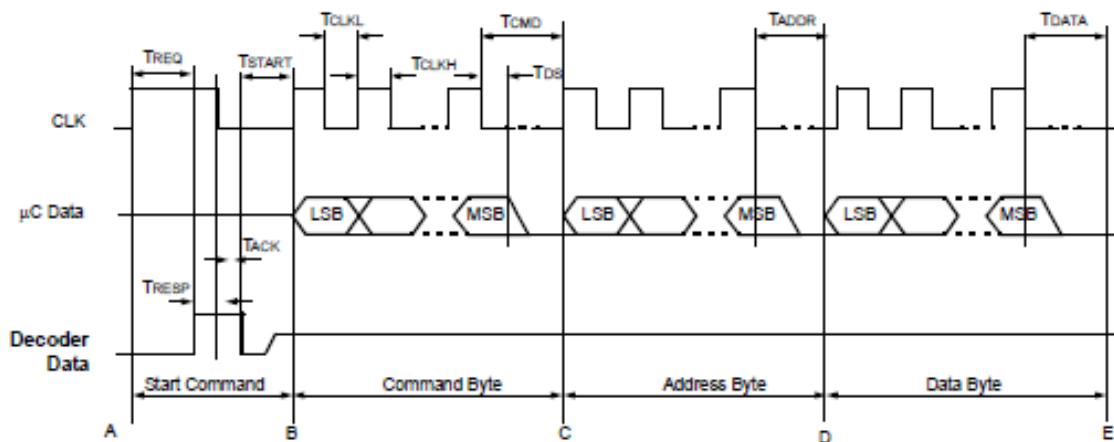 TCLKL
TCMD
TADDR
TDATA
TREQ
TSTART
TCLKH
TDS
CLK
µC Data
LSB
MSB
LSB
MSB
LSB
MSB
TACK
TRESP
Decoder
Data
Start Command
Command Byte
Address Byte
Data Byte
A
B
C
D
E